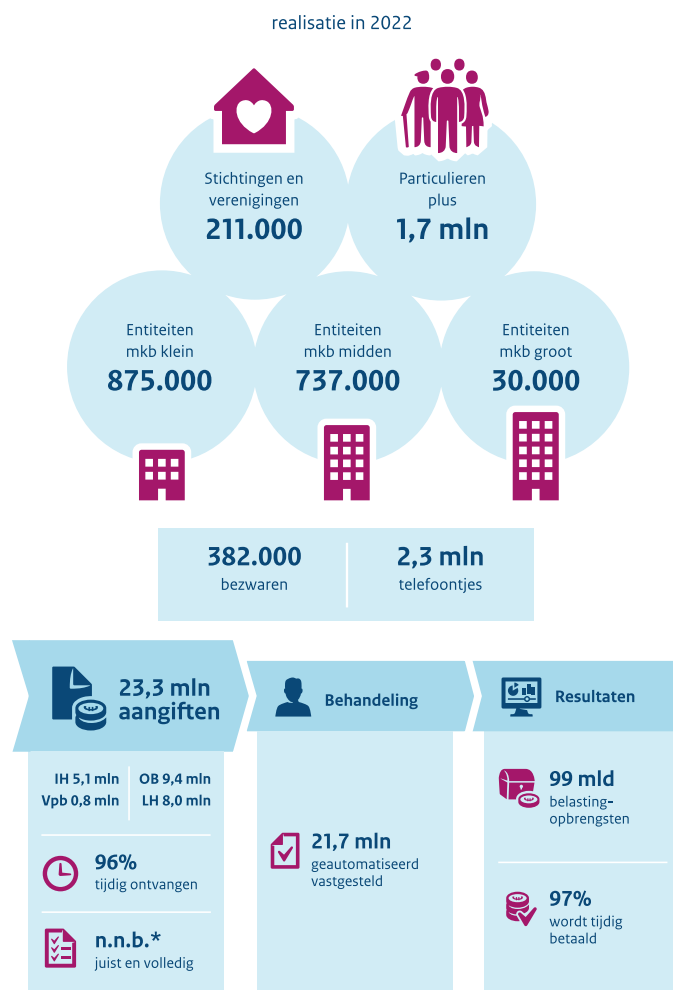 realisatie in 2022
Stichtingen en
verenigingen
211.000
Particulieren
plus
1,7 mln
Entiteiten
mkb klein
875.000
Entiteiten
mkb midden
737.000
Entiteiten
mkb groot
30.000
382.000
bezwaren
2,3 mln
telefoontjes
23,3 mln
aangiften
IH 5,1 mln
Vpb 0,8 mln
OB 9,4 mln
LH 8,0 mln
96%
tijdig ontvangen
n.n.b.*
juist en volledig
Behandeling
21,7 mln
geautomatiseerd
vastgesteld
Resultaten
99 mld
belasting-
opbrengsten
97%
wordt tijdig
betaald